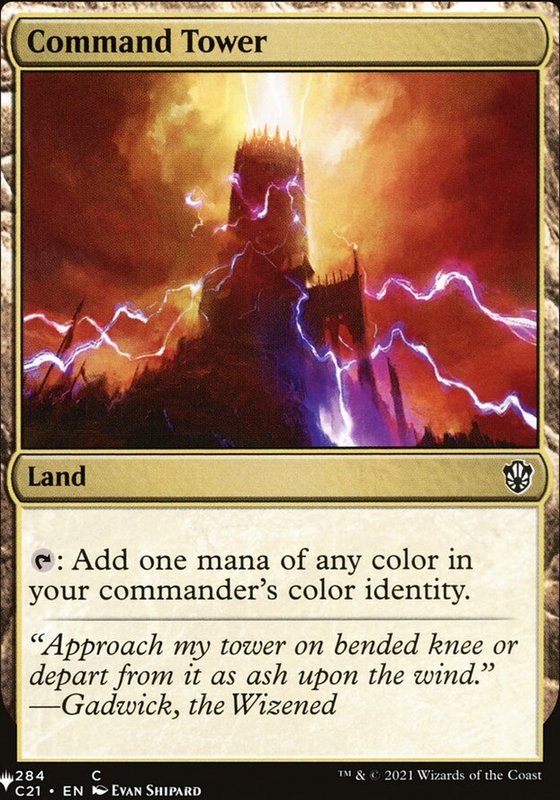 Command Tower
Land
: Add one mana of any color in
your commander’s color identity.
“Approach my tower on bended knee or
depart from it as ash upon the wind.”
—Gadwick, the Wizened
284 C
C21 • EN Evan Shipard
™ & © 2021 Wizards of the Coast